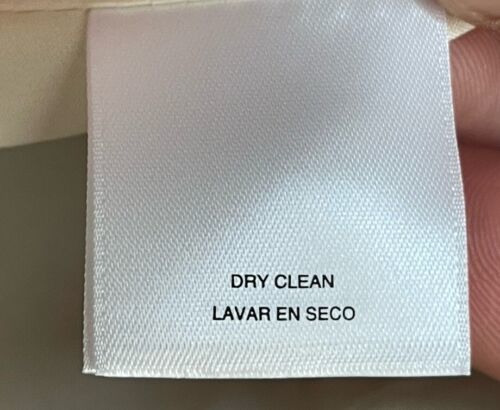 DRY CLEAN
LAVAR EN SECO